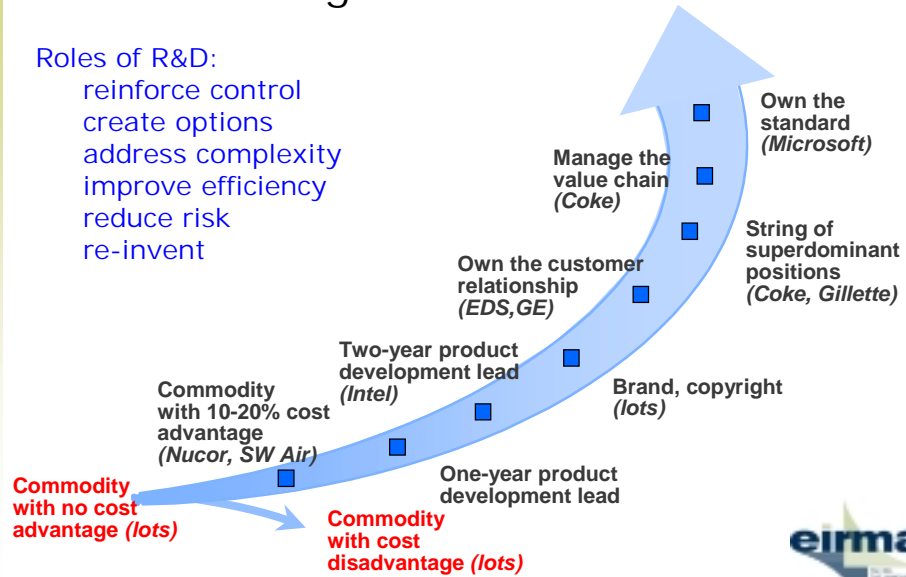 Roles of R&D:
reinforce control
create options
address complexity
improve efficiency
reduce risk
re-invent
Own the
standard
(Microsoft)
Manage the
value chain
(Coke)
String of
superdominant
positions
(Coke, Gillette)
Own the customer
relationship
(EDS,GE)
Two-year product
development lead
(Intel)
Brand, copyright
(lots)
Commodity
with 10-20% cost
advantage
(Nucor, SW Air)
One-year product
development lead
Commodity
with no cost
advantage (lots)
Commodity
with cost
disadvantage (lots)
eirma